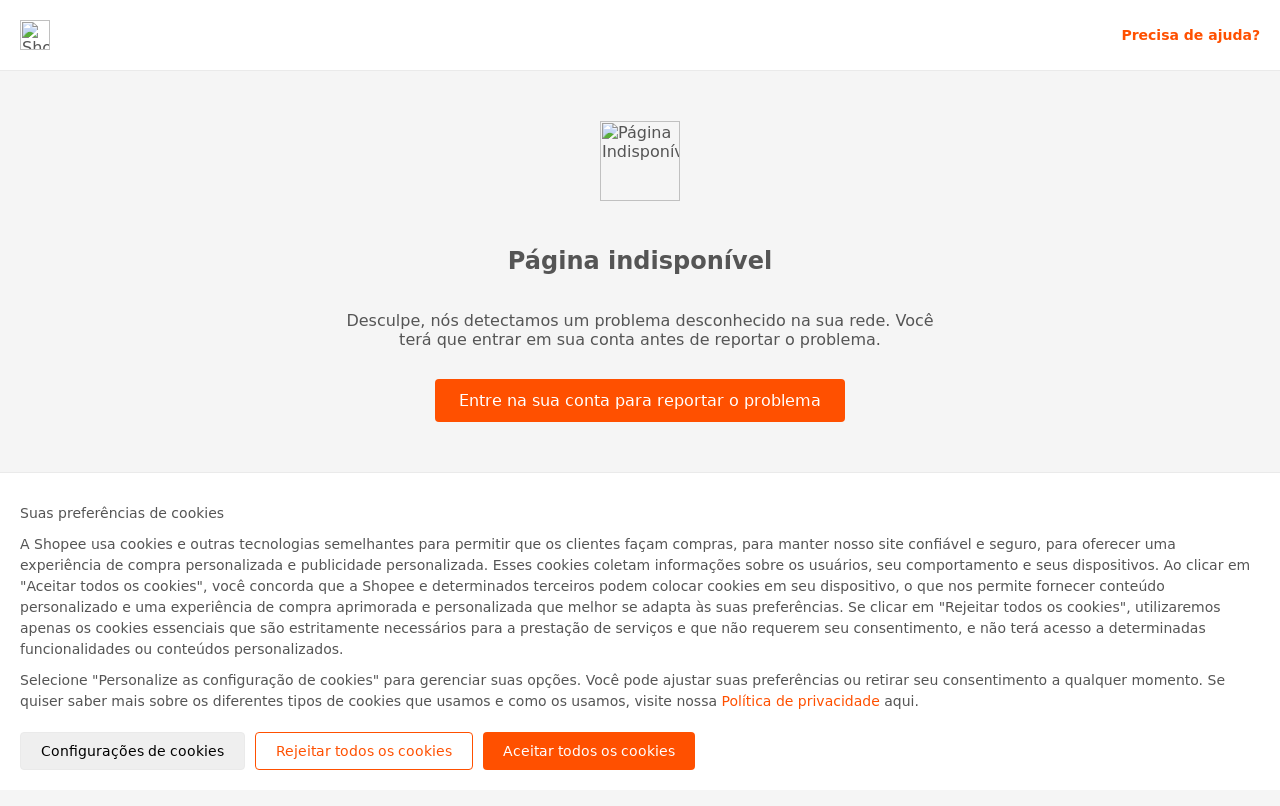 Sho
Precisa de ajuda?
Página
Indisponív
Página indisponível
Desculpe, nós detectamos um problema desconhecido na sua rede. Você
terá que entrar em sua conta antes de reportar o problema.
Entre na sua conta para reportar o problema
Suas preferências de cookies
A Shopee usa cookies e outras tecnologias semelhantes para permitir que os clientes façam compras, para manter nosso site confiável e seguro, para oferecer uma
experiência de compra personalizada e publicidade personalizada. Esses cookies coletam informações sobre os usuários, seu comportamento e seus dispositivos. Ao clicar em
"Aceitar todos os cookies", você concorda que a Shopee e determinados terceiros podem colocar cookies em seu dispositivo, o que nos permite fornecer conteúdo
personalizado e uma experiência de compra aprimorada e personalizada que melhor se adapta às suas preferências. Se clicar em "Rejeitar todos os cookies", utilizaremos
apenas os cookies essenciais que são estritamente necessários para a prestação de serviços e que não requerem seu consentimento, e não terá acesso a determinadas
funcionalidades ou conteúdos personalizados.
Selecione "Personalize as configuração de cookies" para gerenciar suas opções. Você pode ajustar suas preferências ou retirar seu consentimento a qualquer momento. Se
quiser saber mais sobre os diferentes tipos de cookies que usamos e como os usamos, visite nossa Política de privacidade aqui.
Configurações de cookies
Rejeitar todos os cookies
Aceitar todos os cookies